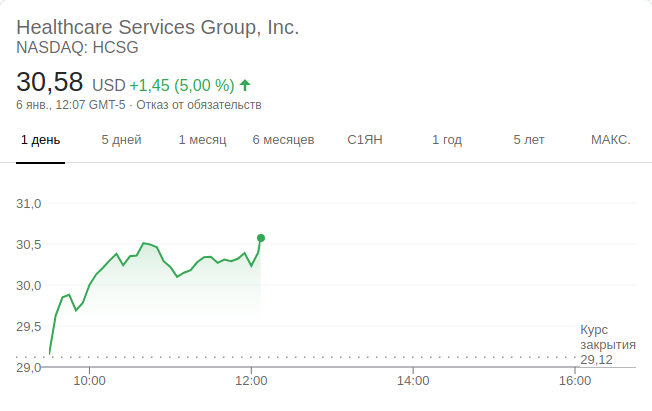 Healthcare Services Group, Inc.
NASDAQ: HCSG
30,58 USD +1,45 (5,00 %)
6 янв., 12:07 GMT-5 · Отказ от обязательств
1 день 5 дней 1 месяц 6 месяцев С1ЯН 1 год 5 лет МАКС.
31,0
30,5
30,0
29,5
29,0
Курс
закрытия
29,12
10:00 12:00 14:00 16:00